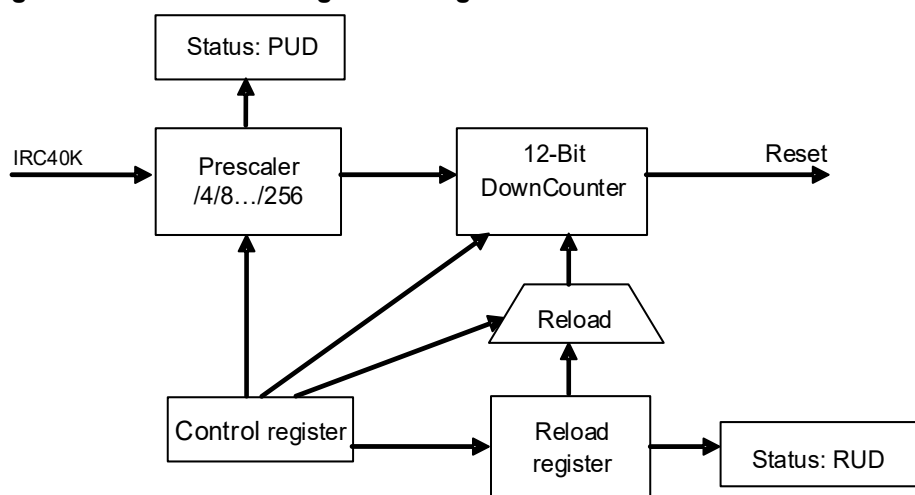 Status: PUD
IRC40K
Prescaler
/4/8…/256
12-Bit
DownCounter
Reset
Reload
Control register
Reload
register
Status: RUD